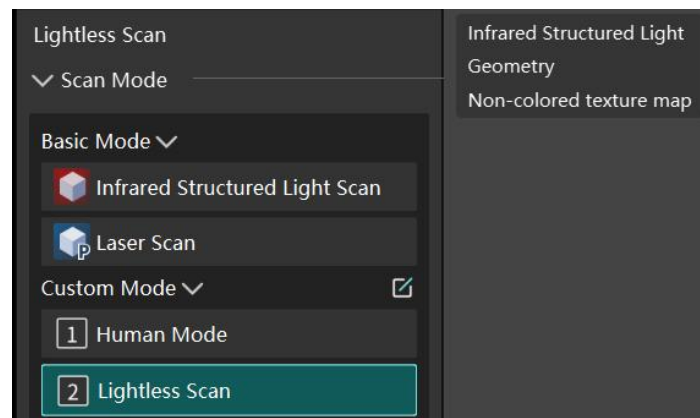 Lightless Scan
Scan Mode
Basic Mode
Infrared Structured Light Scan
P Laser Scan
Custom Mode
1 Human Mode
2 Lightless Scan
Infrared Structured Light
Geometry
Non-colored texture map